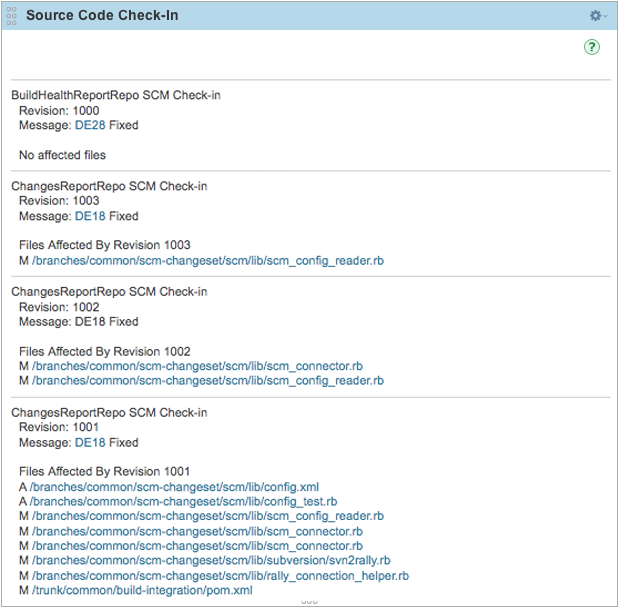 Source Code Check-In
?
BuildHealthReportRepo SCM Check-in
Revision: 1000
Message: DE28 Fixed
No affected files
ChangesReportRepo SCM Check-in
Revision: 1003
Message: DE18 Fixed
Files Affected By Revision 1003
M /branches/common/scm-changeset/scm/lib/scm_config_reader.rb
ChangesReportRepo SCM Check-in
Revision: 1002
Message: DE18 Fixed
Files Affected By Revision 1002
M /branches/common/scm-changeset/scm/lib/scm_connector.rb
M /branches/common/scm-changeset/scm/lib/scm_config_reader.rb
ChangesReportRepo SCM Check-in
Revision: 1001
Message: DE18 Fixed
Files Affected By Revision 1001
A /branches/common/scm-changeset/scm/lib/config.xml
A /branches/common/scm-changeset/scm/lib/config_test.rb
M /branches/common/scm-changeset/scm/lib/scm_config_reader.rb
M /branches/common/scm-changeset/scm/lib/scm_connector.rb
M /branches/common/scm-changeset/scm/lib/scm_connector.rb
M /branches/common/scm-changeset/scm/lib/subversion/svn2rally.rb
M /branches/common/scm-changeset/scm/lib/rally_connection_helper.rb
M /trunk/common/build-integration/pom.xml